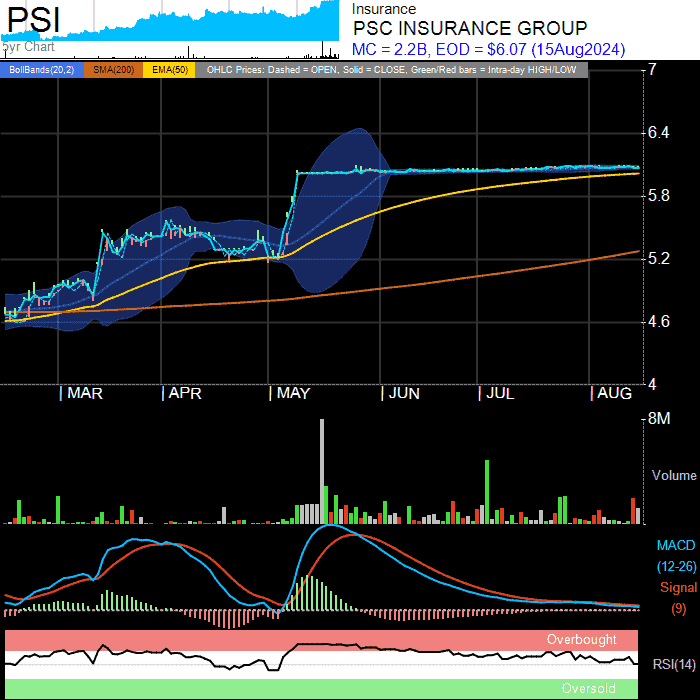 PSI
5yr Chart
Insurance
PSC INSURANCE GROUP
MC = 2.2B, EOD = $6.07 (15Aug2024)
BollBands(20,2) SMA(200) EMA(50) OHLC Prices: Dashed = OPEN, Solid = CLOSE, Green/Red bars = Intra-day HIGH/LOW
7
6.4
5.8
5.2
4.6
4
MAR APR MAY JUN JUL AUG
8M
Volume
MACD
(12-26)
Signal
(9)
Overbought
RSI(14)
Oversold